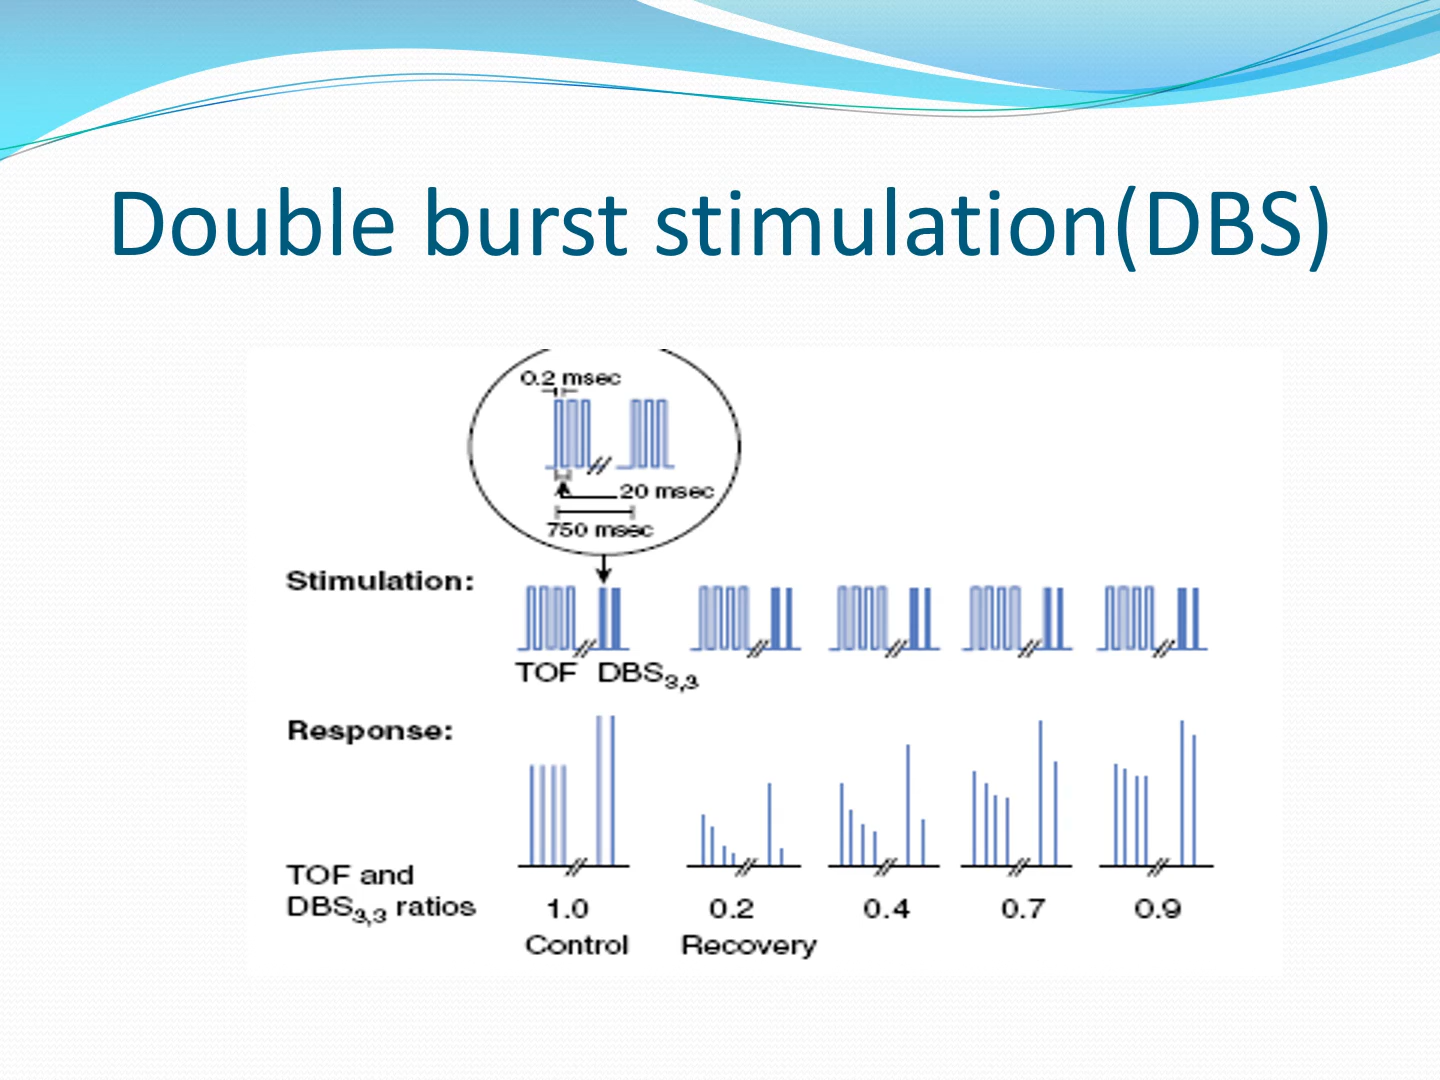 Double burst stimulation(DBS)
0.2 msec
20 msec
750 msec
Stimulation:
TOF DBS3,3
Response:
TOF and
DBS3,3 ratios 1.0 0.2 0.4 0.7 0.9
Control Recovery